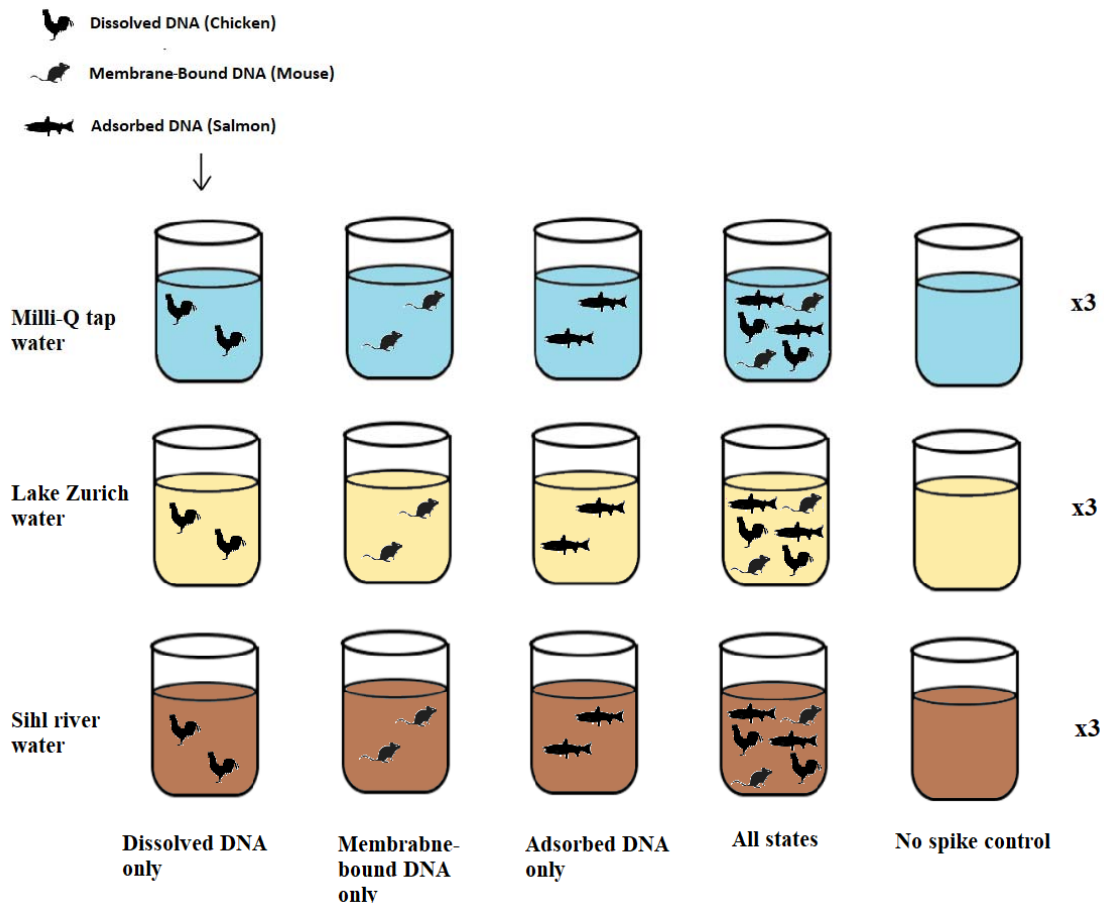 Dissolved DNA (Chicken)
Membrane-Bound DNA (Mouse)
Adsorbed DNA (Salmon)
Milli-Q tap
water
x3
Lake Zurich
water
x3
Sihl river
water
x3
Dissolved DNA
only
Membrabne-
bound DNA
only
Adsorbed DNA
only
All states
No spike control